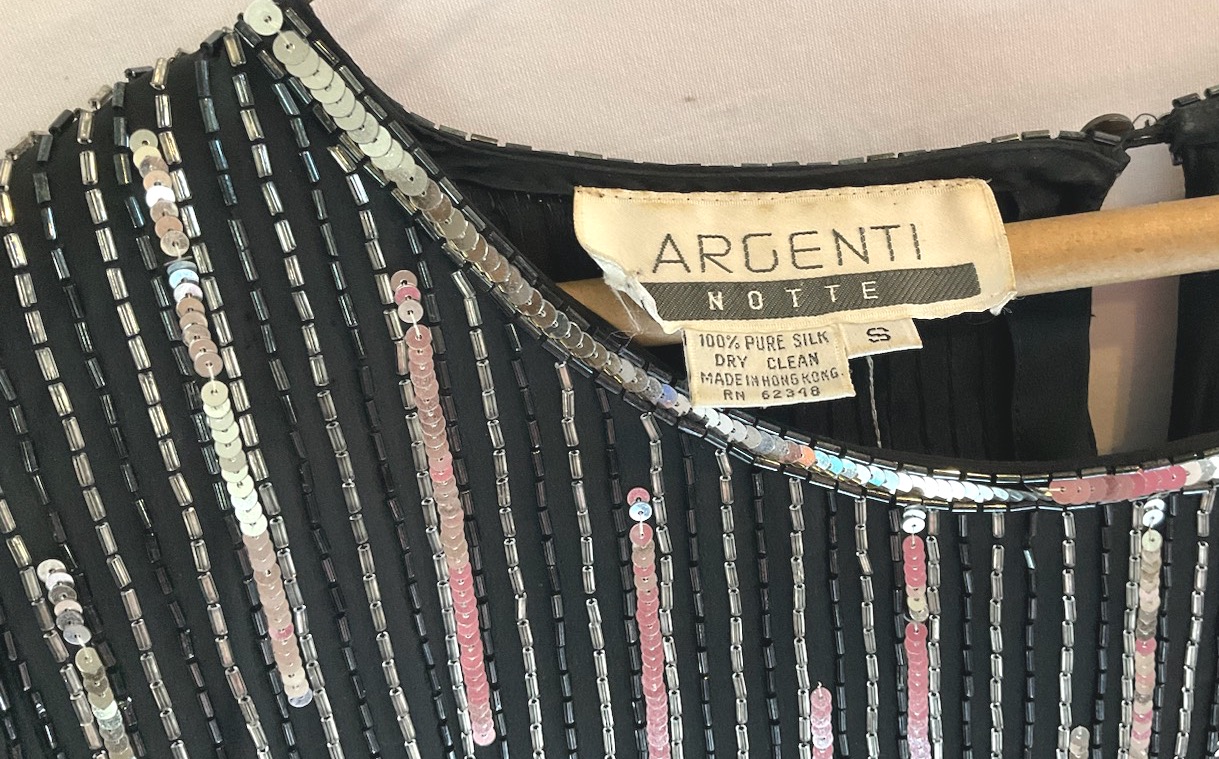 ARGENTI
NOTTE
S
100% PURE SILK
DRY CLEAN
MADE IN HONG KONG
RN 62348